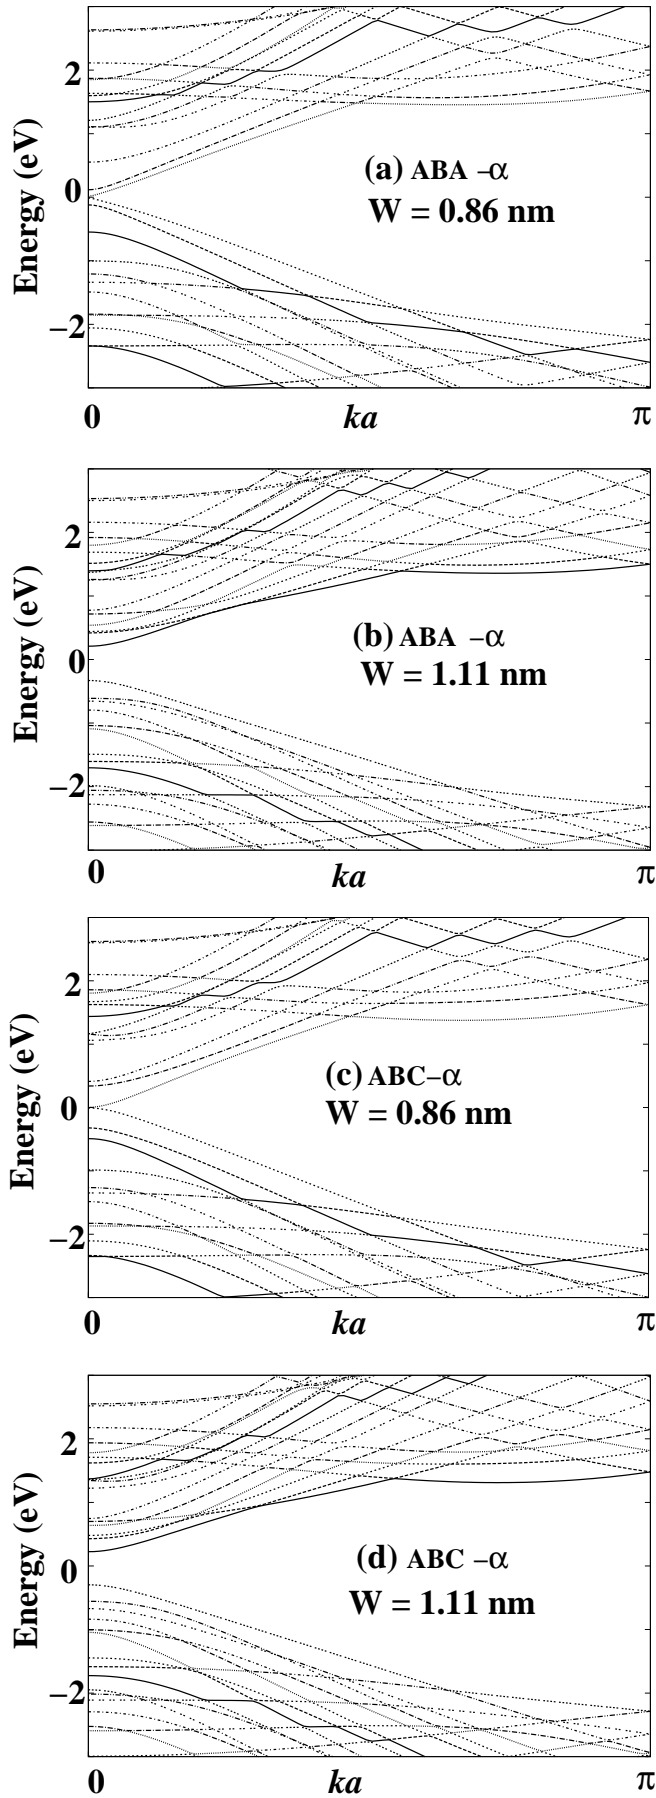 2
0
−2
Energy (eV)
(a) ABA −α
W = 0.86 nm
0
ka
π
2
0
−2
Energy (eV)
(b) ABA −α
W = 1.11 nm
0
ka
π
2
0
−2
Energy (eV)
(c) ABC−α
W = 0.86 nm
0
ka
π
2
0
−2
Energy (eV)
(d) ABC −α
W = 1.11 nm
0
ka
π